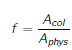 f = A_col / A_phys